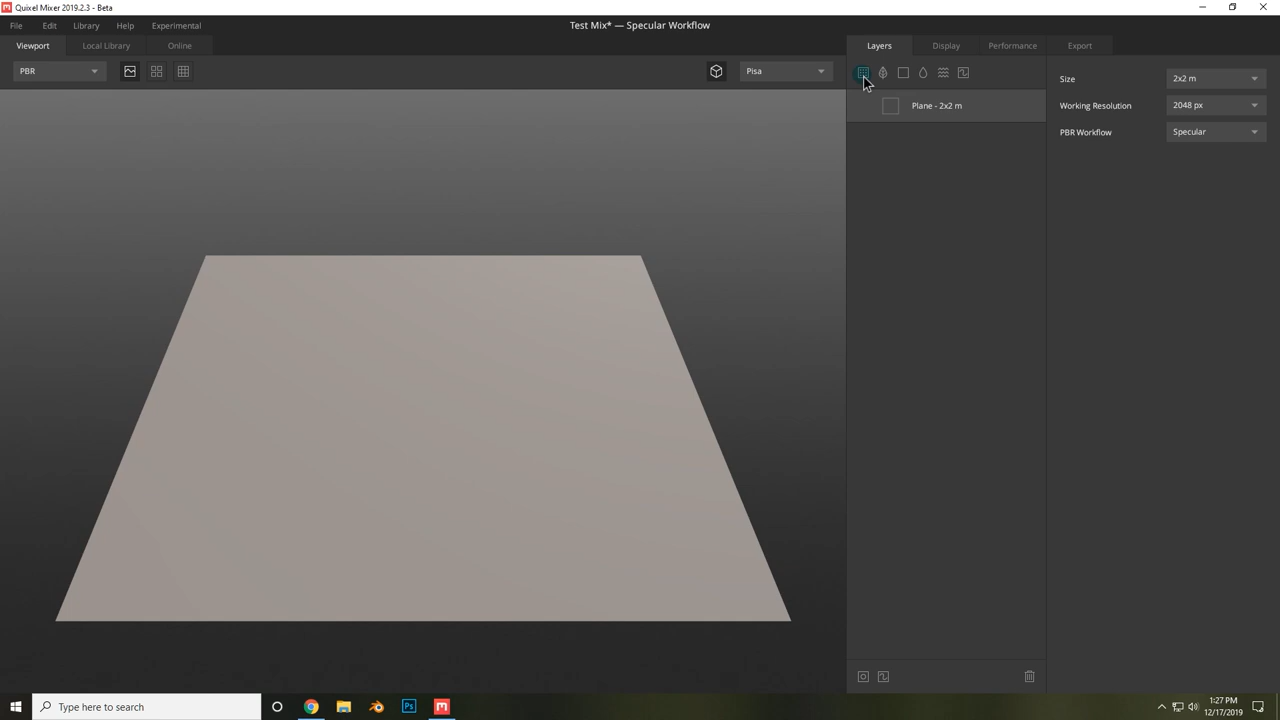 Quixel Mixer 2019.2.3 - Beta
File Edit Library Help Experimental
Test Mix* — Specular Workflow
Viewport Local Library Online
Layers Display Performance Export
PBR
Pisa
Size 2x2 m
Plane - 2x2 m
Working Resolution 2048 px
PBR Workflow Specular
Type here to search
Ps
1:27 PM
12/17/2019